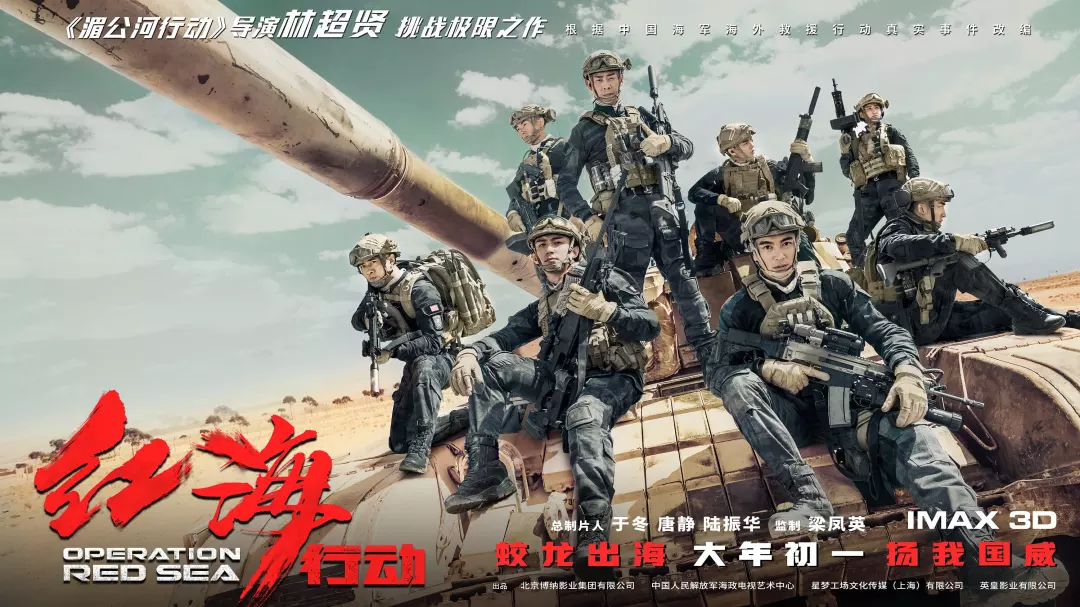 《湄公河行动》导演林超贤 挑战极限之作
根据中国海军海外救援行动真实事件改编
红海行动
OPERATION
RED SEA
总制片人 于冬 唐静 陆振华 监制 梁凤英
IMAX 3D
蛟龙出海 大年初一 扬我国威
出品 北京博纳影业集团有限公司 中国人民解放军海政电视艺术中心 星梦工场文化传媒（上海）有限公司 英皇影业有限公司